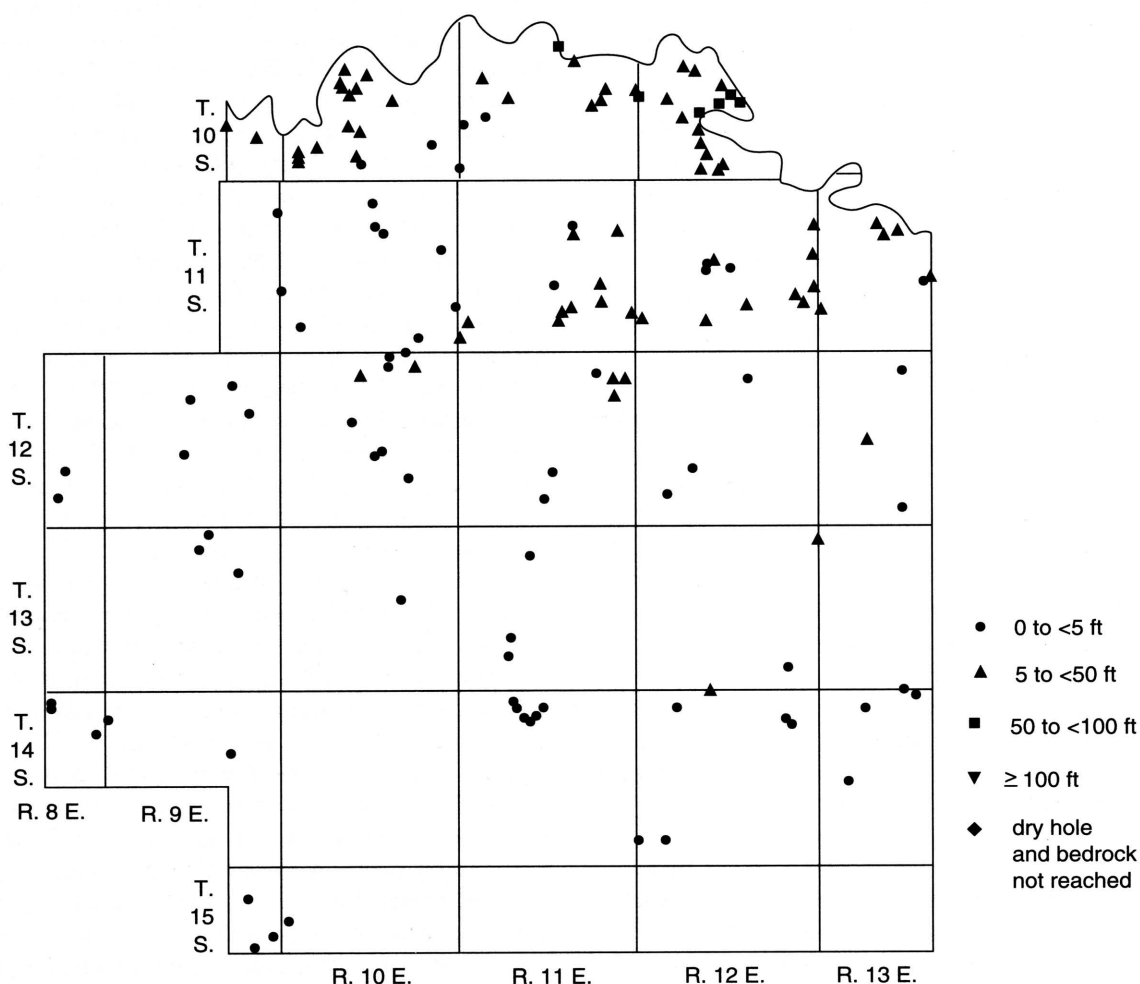 T.
10
S.
T.
11
S.
T.
12
S.
T.
13
S.
T.
14
S.
R. 8 E.
R. 9 E.
T.
15
S.
R. 10 E.
R. 11 E.
R. 12 E.
R. 13 E.
0 to <5 ft
5 to <50 ft
50 to <100 ft
≥ 100 ft
dry hole
and bedrock
not reached